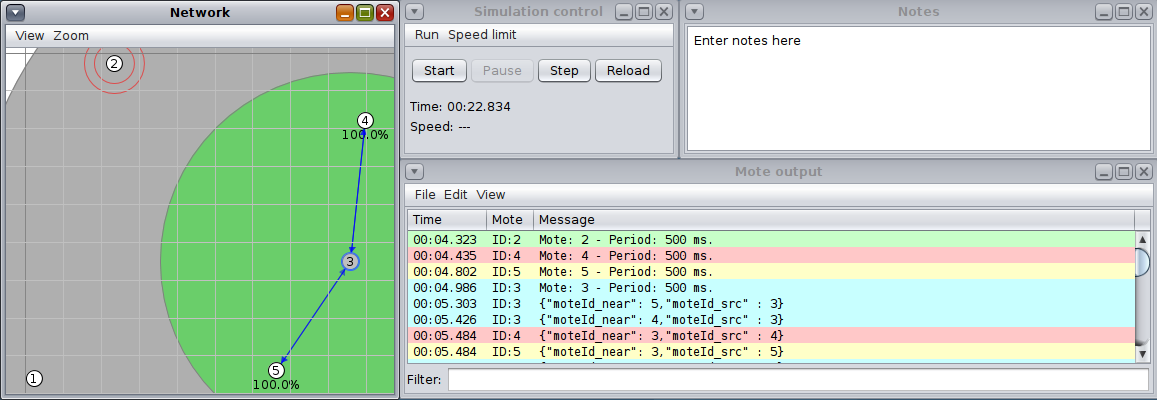 Network
View Zoom
2
4
100.0%
3
5
100.0%
1
Simulation control
Run Speed limit
Start Pause Step Reload
Time: 00:22.834
Speed: ---
Notes
Enter notes here
Mote output
File Edit View
Time Mote Message
00:04.323 ID:2 Mote: 2 - Period: 500 ms.
00:04.435 ID:4 Mote: 4 - Period: 500 ms.
00:04.802 ID:5 Mote: 5 - Period: 500 ms.
00:04.986 ID:3 Mote: 3 - Period: 500 ms.
00:05.303 ID:3 {"moteId_near": 5,"moteId_src" : 3}
00:05.426 ID:3 {"moteId_near": 4,"moteId_src" : 3}
00:05.484 ID:4 {"moteId_near": 3,"moteId_src" : 4}
00:05.484 ID:5 {"moteId_near": 3,"moteId_src" : 5}
Filter: